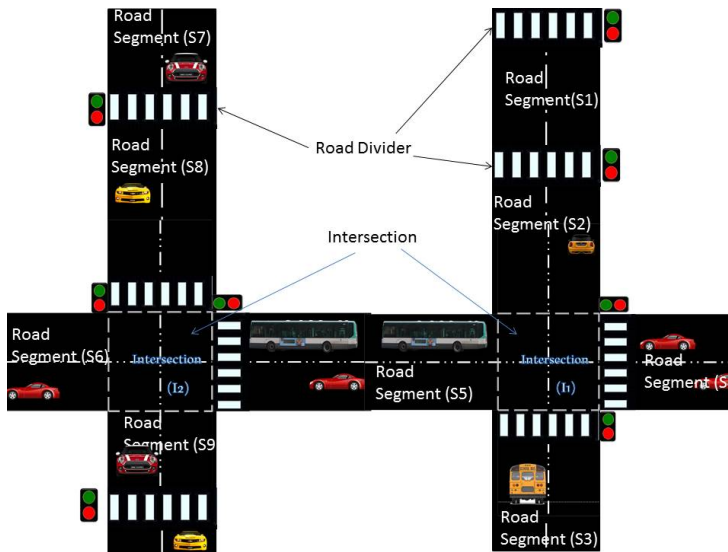 Road
Segment (S7)
Road
Segment(S1)
Road
Segment (S8)
Road Divider
Road
Segment (S2)
Intersection
Road
Segment (S6)
Intersection
(I2)
Road
Segment (S5)
Intersection
(I1)
Road
Segment (S
Road
Segment (S9
Road
Segment (S3)